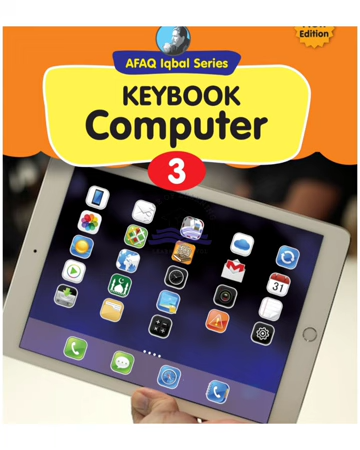 Edition
AFAQ Iqbal Series
KEYBOOK
Computer
3
31